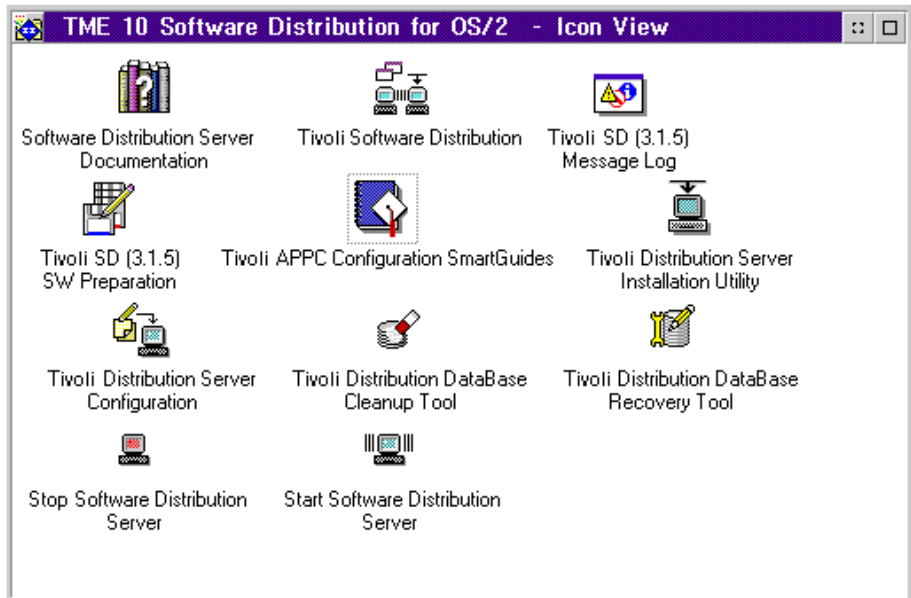 TME 10 Software Distribution for OS/2 - Icon View
Software Distribution Server
Documentation
Tivoli Software Distribution
Tivoli SD (3.1.5)
Message Log
Tivoli SD (3.1.5)
SW Preparation
Tivoli APPC Configuration SmartGuides
Tivoli Distribution Server
Installation Utility
Tivoli Distribution Server
Configuration
Tivoli Distribution DataBase
Cleanup Tool
Tivoli Distribution DataBase
Recovery Tool
Stop Software Distribution
Server
Start Software Distribution
Server